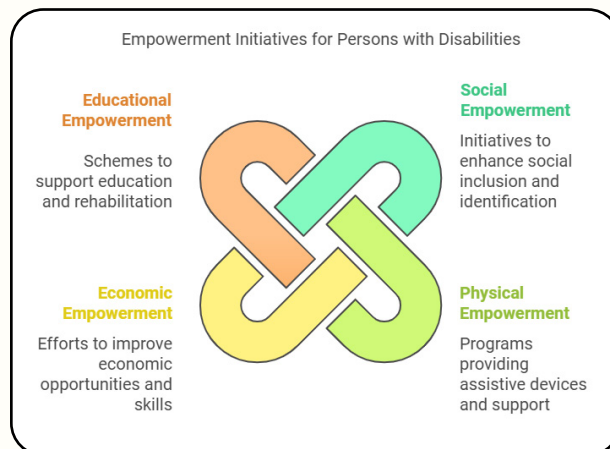 Empowerment Initiatives for Persons with Disabilities
Educational
Empowerment
Schemes to
support education
and rehabilitation
Social
Empowerment
Initiatives to
enhance social
inclusion and
identification
Economic
Empowerment
Efforts to improve
economic
opportunities and
skills
Physical
Empowerment
Programs
providing
assistive devices
and support